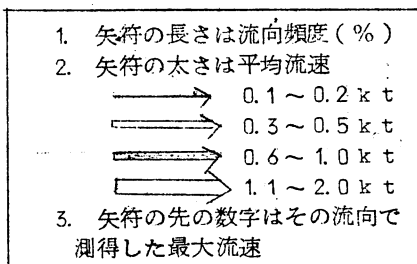 1. 矢符の長さは流向頻度(%)
2. 矢符の太さは平均流速
0.1~0.2kt
0.3~0.5kt
0.6~1.0kt
1.1~2.0kt
3. 矢符の先の数字はその流向で
測得した最大流速